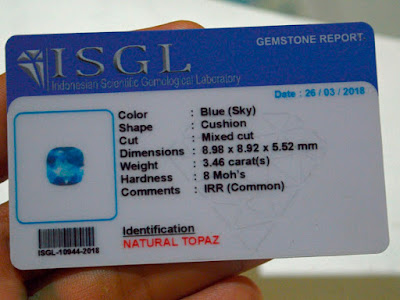 ISGL
Indonesian Scientific Gemological Laboratory
GEMSTONE REPORT
Date : 26 / 03 / 2018
Color : Blue (Sky)
Shape : Cushion
Cut : Mixed cut
Dimensions : 8.98 x 8.92 x 5.52 mm
Weight : 3.46 carat(s)
Hardness : 8 Moh's
Comments : IRR (Common)
ISGL-10944-2018
Identification
NATURAL TOPAZ